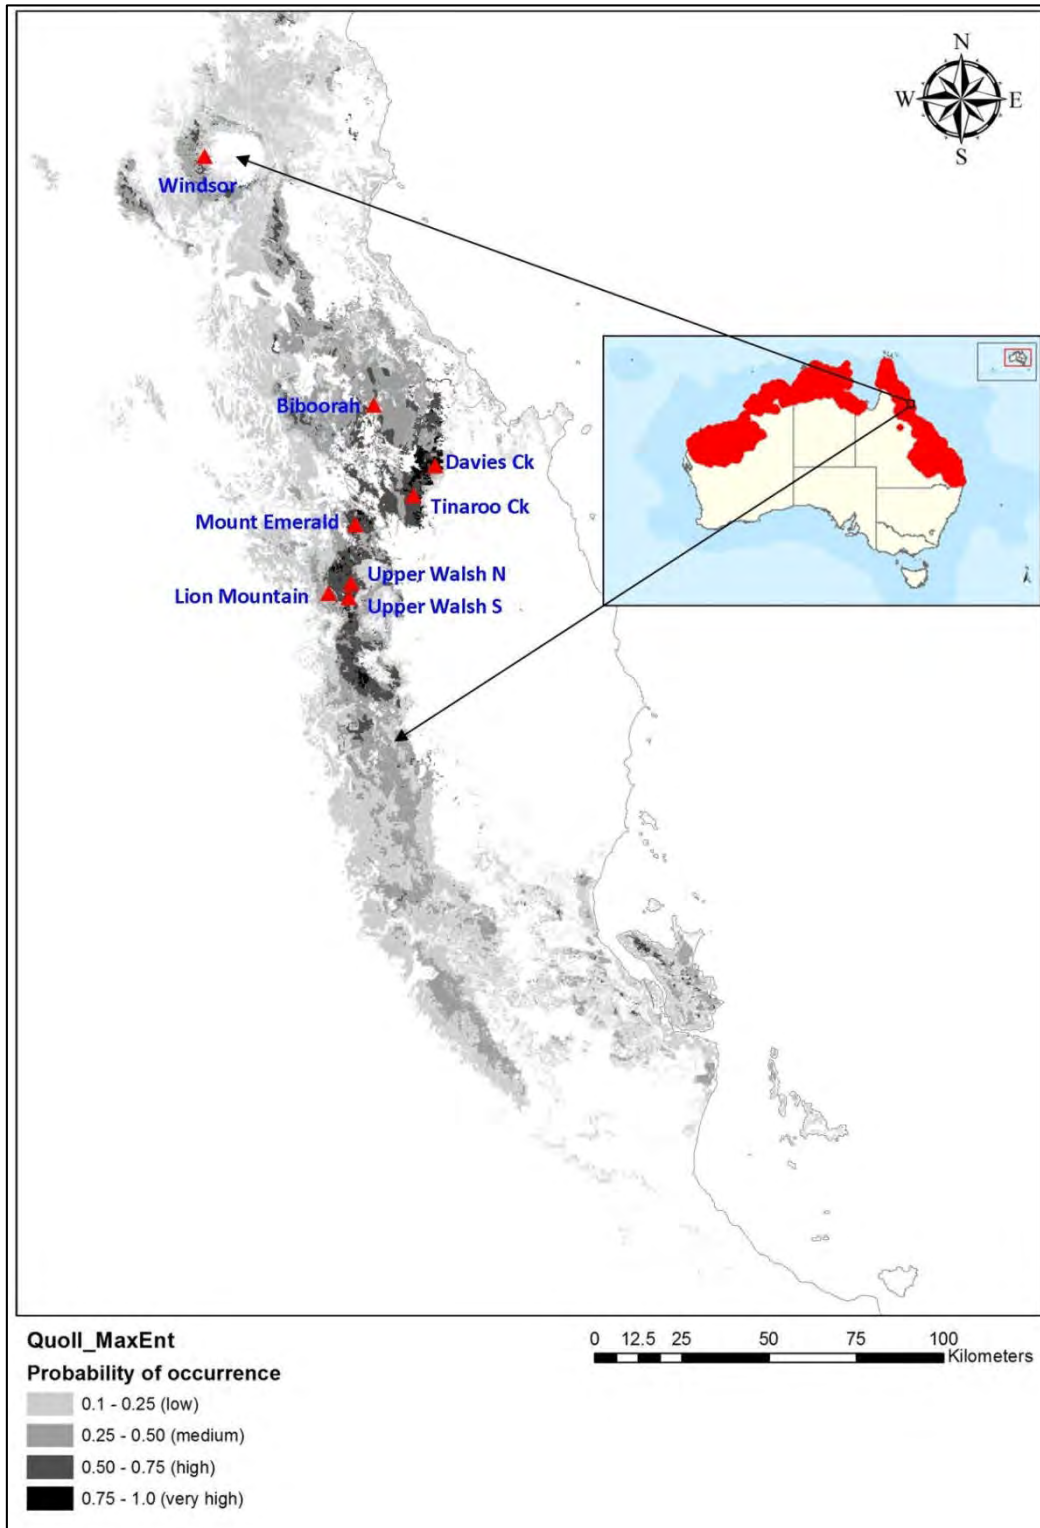 N
W
E
S
Windsor
Biboorah
Davies Ck
Tinaroo Ck
Mount Emerald
Upper Walsh N
Lion Mountain
Upper Walsh S
Quoll_MaxEnt
Probability of occurrence
0.1 - 0.25 (low)
0.25 - 0.50 (medium)
0.50 - 0.75 (high)
0.75 - 1.0 (very high)
0 12.5 25 50 75 100
Kilometers